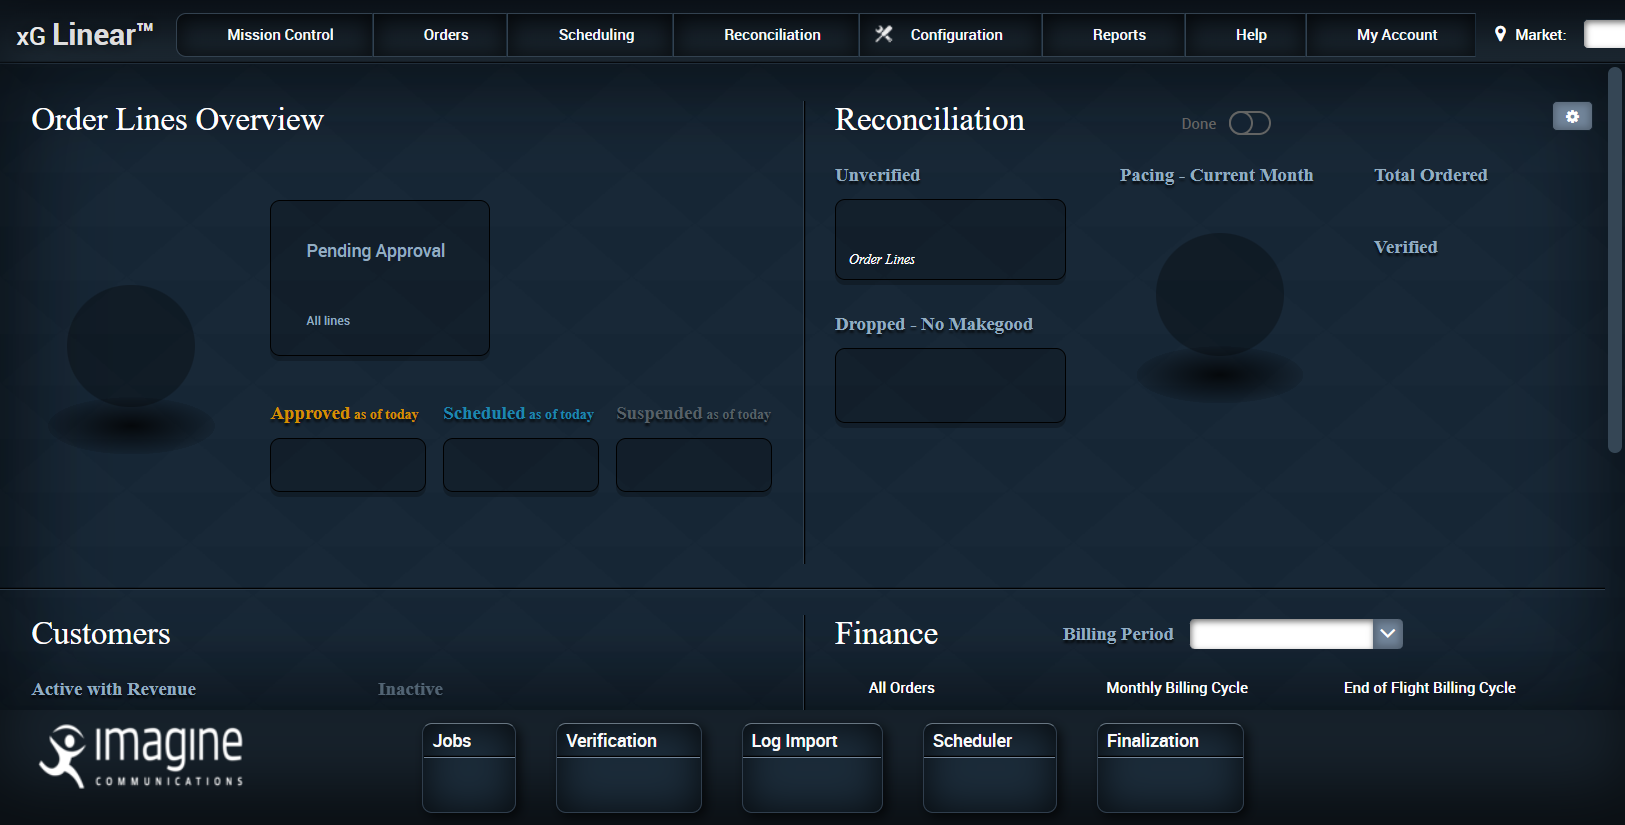 xG Linear™
Mission Control
Orders
Scheduling
Reconciliation
Configuration
Reports
Help
My Account
Market:
Order Lines Overview
Pending Approval
All lines
Approved as of today
Scheduled as of today
Suspended as of today
Reconciliation
Done
Unverified
Order Lines
Dropped - No Makegood
Pacing - Current Month
Total Ordered
Verified
Customers
Active with Revenue
Inactive
Finance
Billing Period
All Orders
Monthly Billing Cycle
End of Flight Billing Cycle
imagine
COMMUNICATIONS
Jobs
Verification
Log Import
Scheduler
Finalization